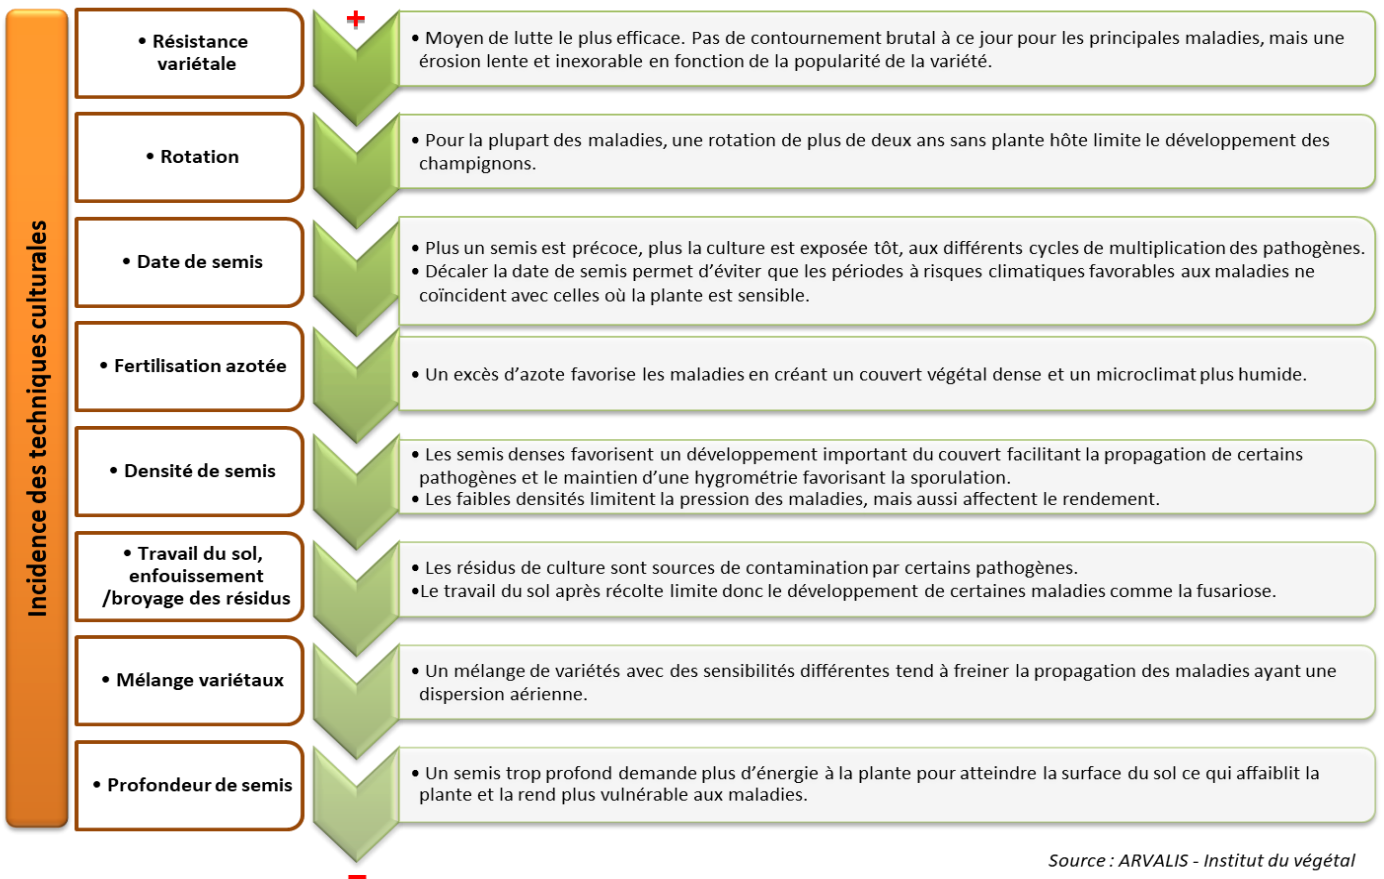 Incidence des techniques culturales
+
• Résistance
variétale
• Moyen de lutte le plus efficace. Pas de contournement brutal à ce jour pour les principales maladies, mais une
érosion lente et inexorable en fonction de la popularité de la variété.
• Rotation
• Pour la plupart des maladies, une rotation de plus de deux ans sans plante hôte limite le développement des
champignons.
• Date de semis
• Plus un semis est précoce, plus la culture est exposée tôt, aux différents cycles de multiplication des pathogènes.
• Décaler la date de semis permet d’éviter que les périodes à risques climatiques favorables aux maladies ne
coïncident avec celles où la plante est sensible.
• Fertilisation azotée
• Un excès d’azote favorise les maladies en créant un couvert végétal dense et un microclimat plus humide.
• Densité de semis
• Les semis denses favorisent un développement important du couvert facilitant la propagation de certains
pathogènes et le maintien d’une hygrométrie favorisant la sporulation.
• Les faibles densités limitent la pression des maladies, mais aussi affectent le rendement.
• Travail du sol,
enfouissement
/broyage des résidus
• Les résidus de culture sont sources de contamination par certains pathogènes.
•Le travail du sol après récolte limite donc le développement de certaines maladies comme la fusariose.
• Mélange variétaux
• Un mélange de variétés avec des sensibilités différentes tend à freiner la propagation des maladies ayant une
dispersion aérienne.
• Profondeur de semis
• Un semis trop profond demande plus d’énergie à la plante pour atteindre la surface du sol ce qui affaiblit la
plante et la rend plus vulnérable aux maladies.
–
Source : ARVALIS - Institut du végétal